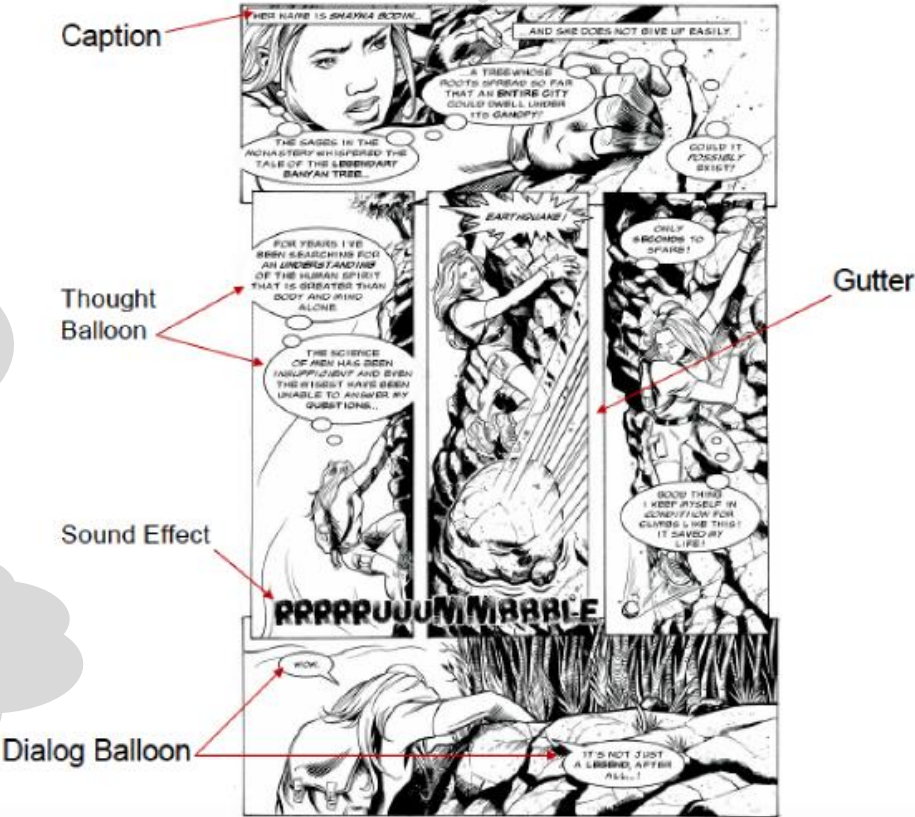 Caption
HER NAME IS SHAYNA BODIN...
...AND SHE DOES NOT GIVE UP EASILY.
THE SAGES IN THE
MONASTERY WHISPERED THE
TALE OF THE LEGENDARY
BANYAN TREE...
...A TREE WHOSE
ROOTS SPREAD SO FAR
THAT AN ENTIRE CITY
COULD DWELL UNDER
ITS CANOPY?
COULD IT
POSSIBLY
EXIST?
Thought
Balloon
FOR YEARS I'VE
BEEN SEARCHING FOR
AN UNDERSTANDING
OF THE HUMAN SPIRIT
THAT IS GREATER THAN
BODY AND MIND
ALONE.
THE SCIENCE
OF MEN HAS BEEN
INSUFFICIENT AND EVEN
THE WISEST HAVE BEEN
UNABLE TO ANSWER MY
QUESTIONS...
EARTHQUAKE!
ONLY
SECONDS TO
SPARE!
Gutter
GOOD THING
I KEEP MYSELF IN
CONDITION FOR
CLIMBS LIKE THIS!
IT SAVED MY
LIFE!
Sound Effect
RRRRRUUUMMBBBLE
Dialog Balloon
WOW.
IT'S NOT JUST
A LEGEND, AFTER
ALL...!